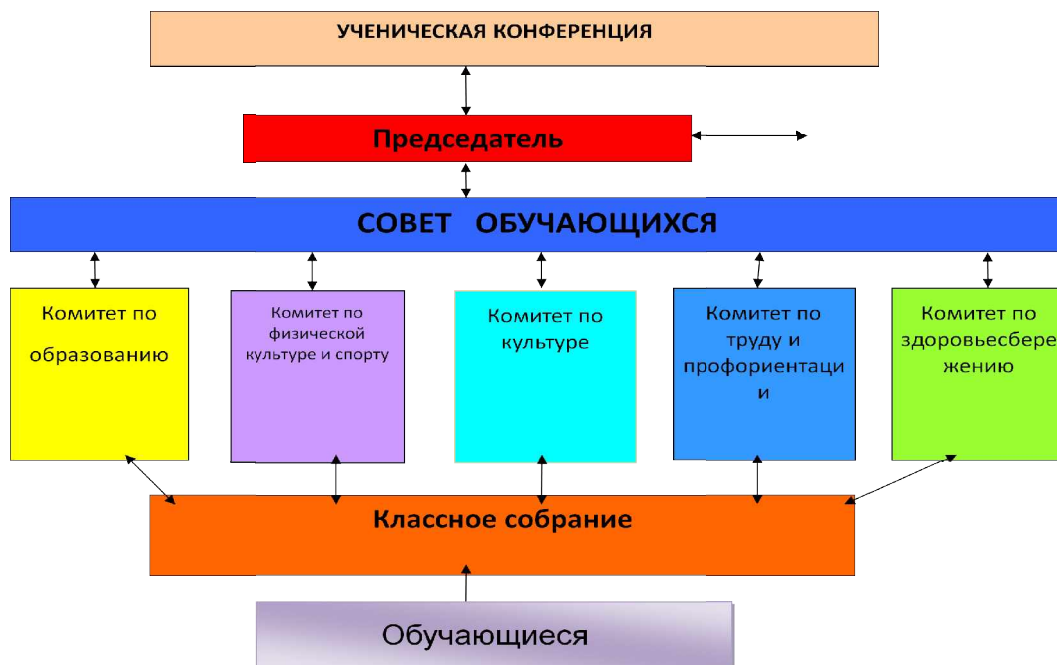 УЧЕНИЧЕСКАЯ КОНФЕРЕНЦИЯ
Председатель
СОВЕТ ОБУЧАЮЩИХСЯ
Комитет по
образованию
Комитет по
физической
культуре и спорту
Комитет по
культуре
Комитет по
труду и
профориентаци
и
Комитет по
здоровьесбере
жению
Классное собрание
Обучающиеся